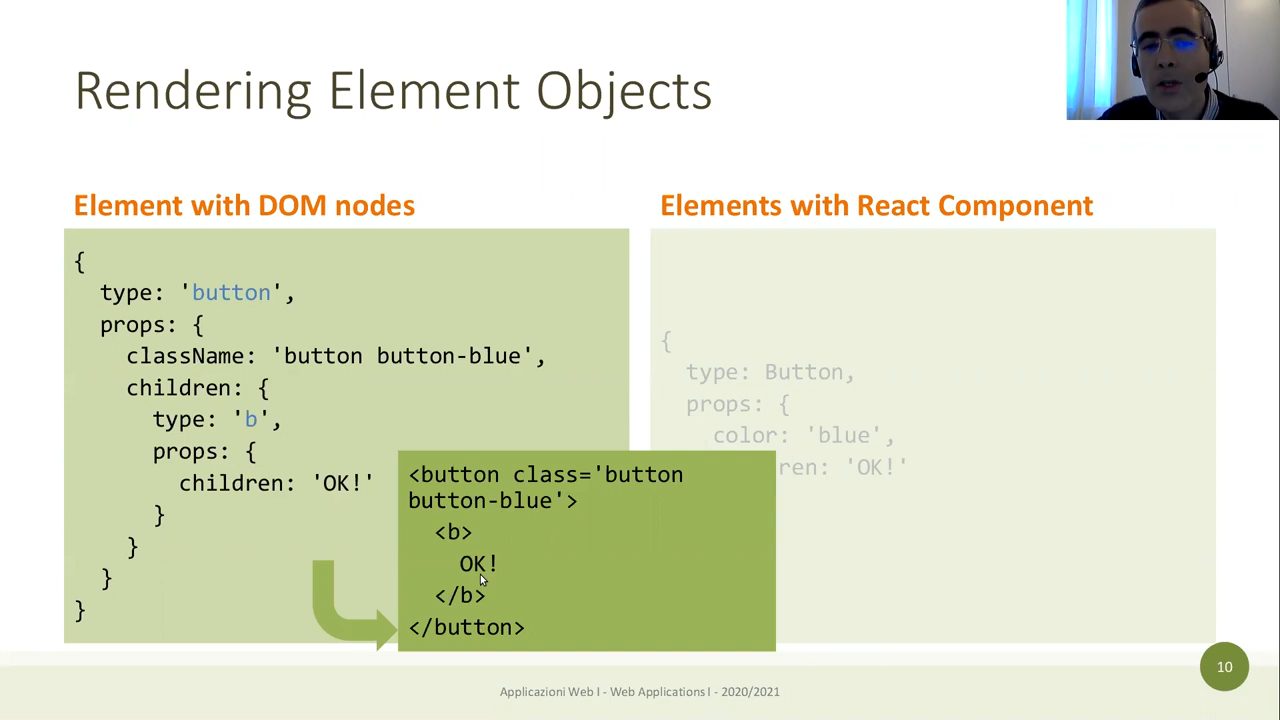 Rendering Element Objects
Element with DOM nodes
{
type: 'button',
props: {
className: 'button button-blue',
children: {
type: 'b',
props: {
children: 'OK!'
}
}
}
}
<button class='button
button-blue'>
<b>
OK!
</b>
</button>
Elements with React Component
{
type: Button,
props: {
color: 'blue',
ren: 'OK!'
Applicazioni Web I - Web Applications I - 2020/2021
10